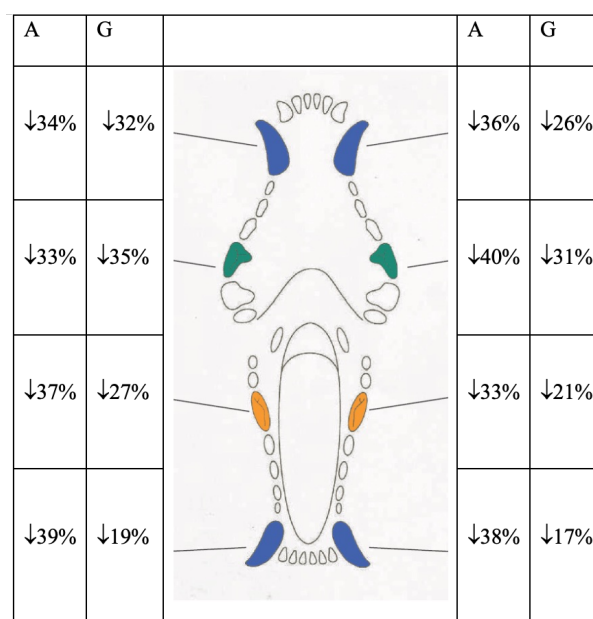 A G A G
↓34% ↓32% ↓36% ↓26%
↓33% ↓35% ↓40% ↓31%
↓37% ↓27% ↓33% ↓21%
↓39% ↓19% ↓38% ↓17%